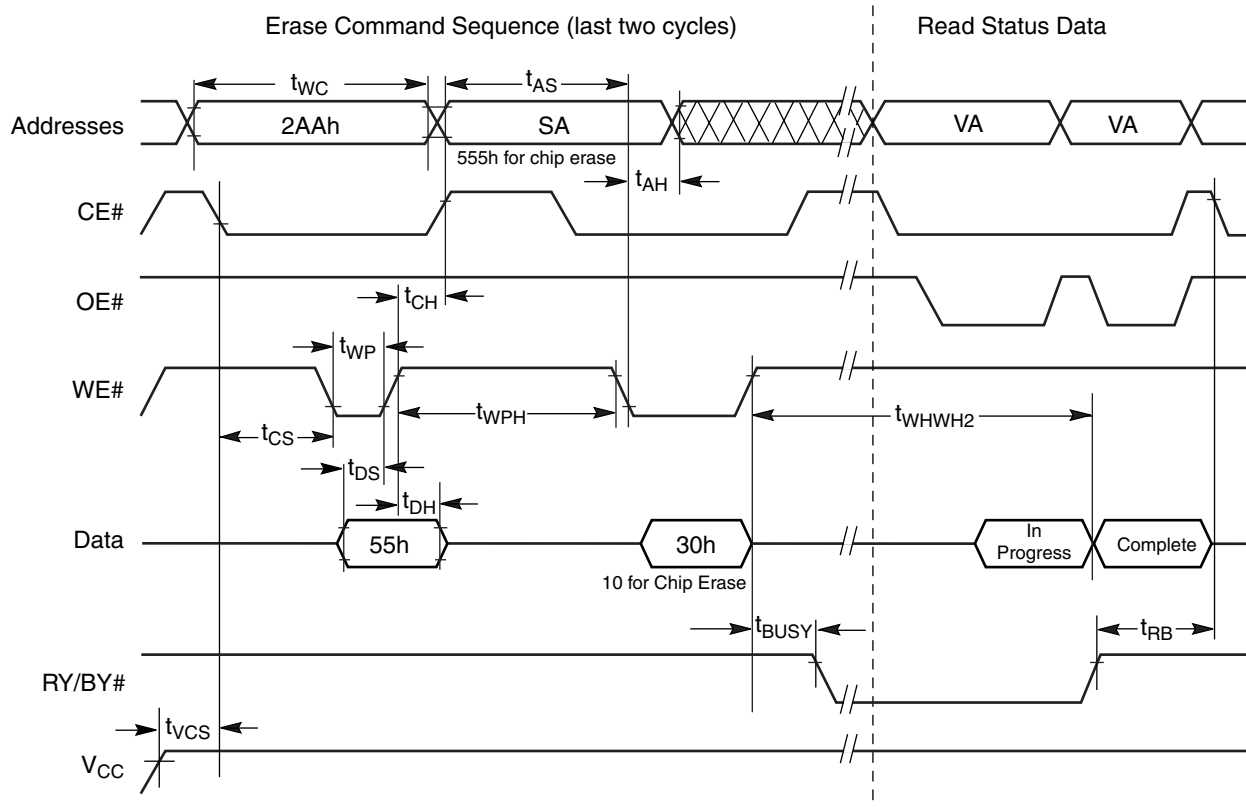 Erase Command Sequence (last two cycles) Read Status Data
tWC tAS
Addresses 2AAh SA VA VA
555h for chip erase
tAH
CE#
OE# tCH
tWP
WE#
tWPH tWHWH2
tCS
tDS
tDH
Data 55h 30h In Progress Complete
10 for Chip Erase
tBUSY tRB
RY/BY#
tVCS
VCC